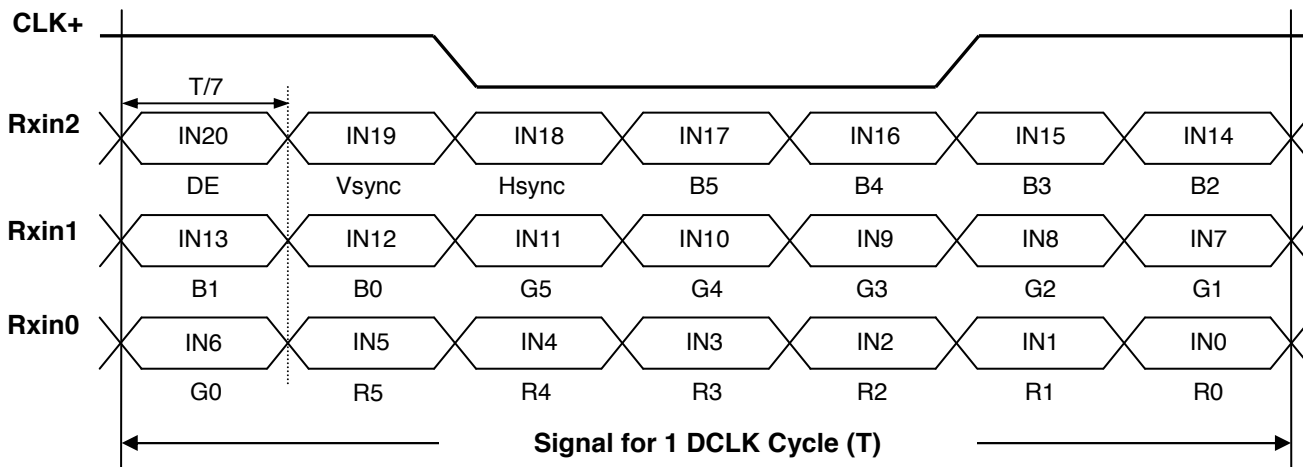 CLK+
T/7
Rxin2 IN20 IN19 IN18 IN17 IN16 IN15 IN14
DE Vsync Hsync B5 B4 B3 B2
Rxin1 IN13 IN12 IN11 IN10 IN9 IN8 IN7
B1 B0 G5 G4 G3 G2 G1
Rxin0 IN6 IN5 IN4 IN3 IN2 IN1 IN0
G0 R5 R4 R3 R2 R1 R0
Signal for 1 DCLK Cycle (T)